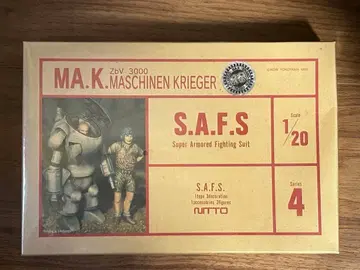 MA.K.
ZbV 3000
MASCHINEN KRIEGER
S.A.F.S
Super Armored Fighting Suit
Scale
1/20
S.A.F.S.
NITTO
Series
4